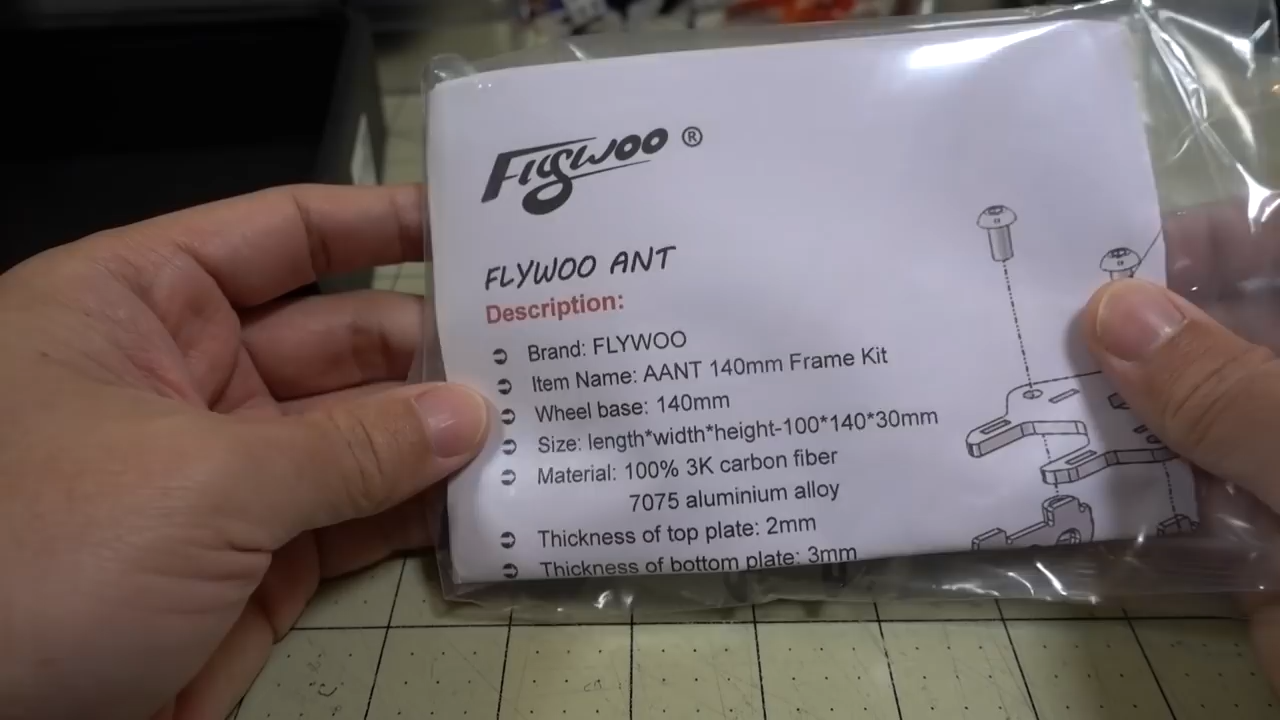 Flywoo ®
FLYWOO ANT
Description:
Brand: FLYWOO
Item Name: AANT 140mm Frame Kit
Wheel base: 140mm
Size: length*width*height-100*140*30mm
Material: 100% 3K carbon fiber
7075 aluminium alloy
Thickness of top plate: 2mm
Thickness of bottom plate: 3mm